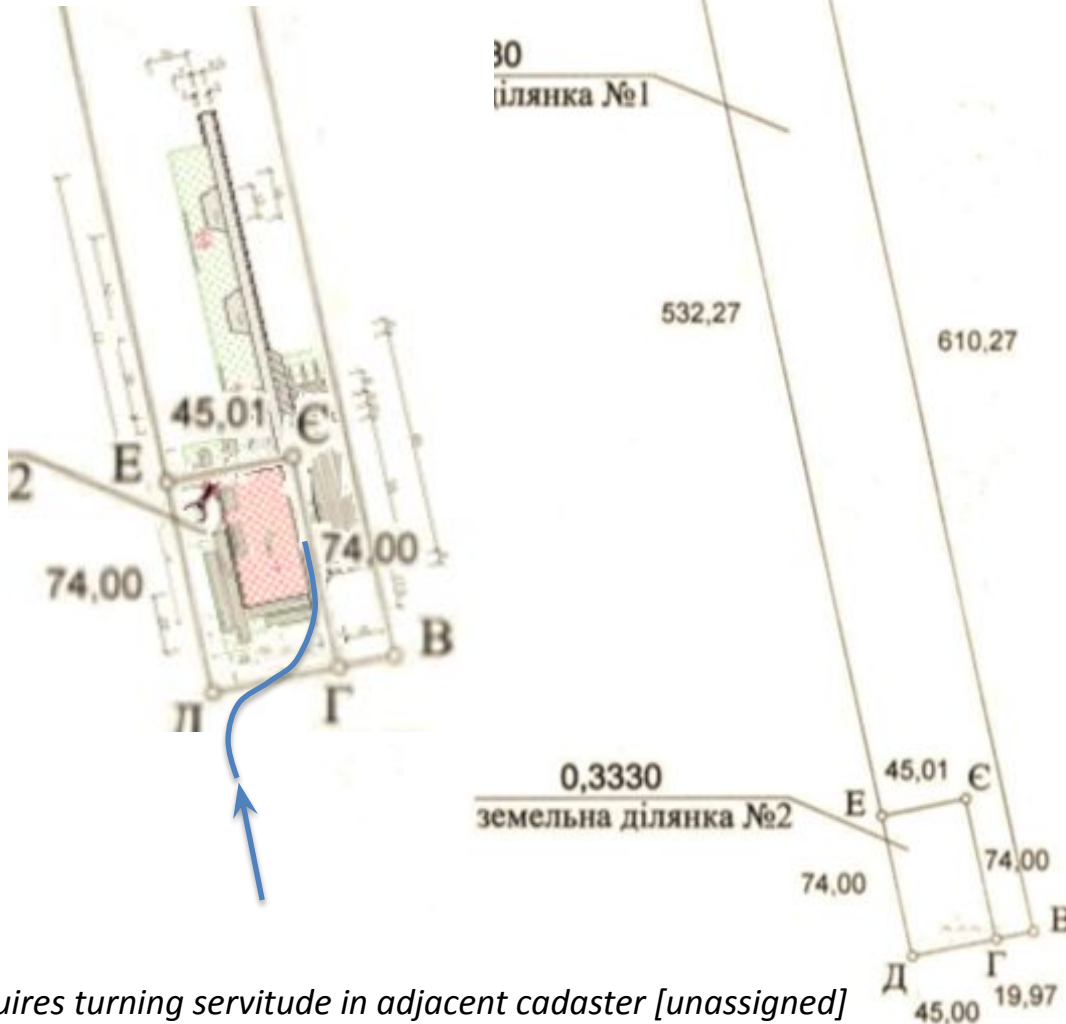 45,01
Є
Е
2
74,00
74,00
В
Г
30
ілянка №1
532,27
610,27
0,3330
земельна ділянка №2
45,01
Є
Е
74,00
74,00
В
Д
Г
45,00
19,97
uires turning servitude in adjacent cadaster [unassigned]